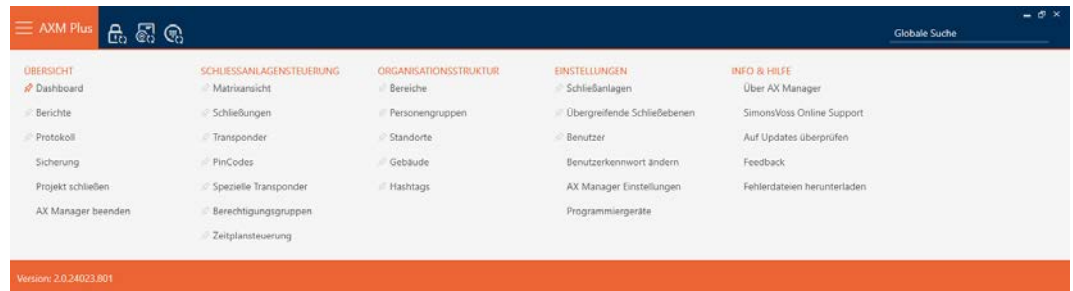 AXM Plus
Globale Suche
ÜBERSICHT
Dashboard
Berichte
Protokoll
Sicherung
Projekt schließen
AX Manager beenden
SCHLIESSANLAGENSTEUERUNG
Matrixansicht
Schließungen
Transponder
PinCodes
Spezielle Transponder
Berechtigungsgruppen
Zeitplansteuerung
ORGANISATIONSSTRUKTUR
Bereiche
Personengruppen
Standorte
Gebäude
Hashtags
EINSTELLUNGEN
Schließanlagen
Übergreifende Schließebenen
Benutzer
Benutzerkennwort ändern
AX Manager Einstellungen
Programmiergeräte
INFO & HILFE
Über AX Manager
SimonsVoss Online Support
Auf Updates überprüfen
Feedback
Fehlerdateien herunterladen
Version: 2.0.24023.801